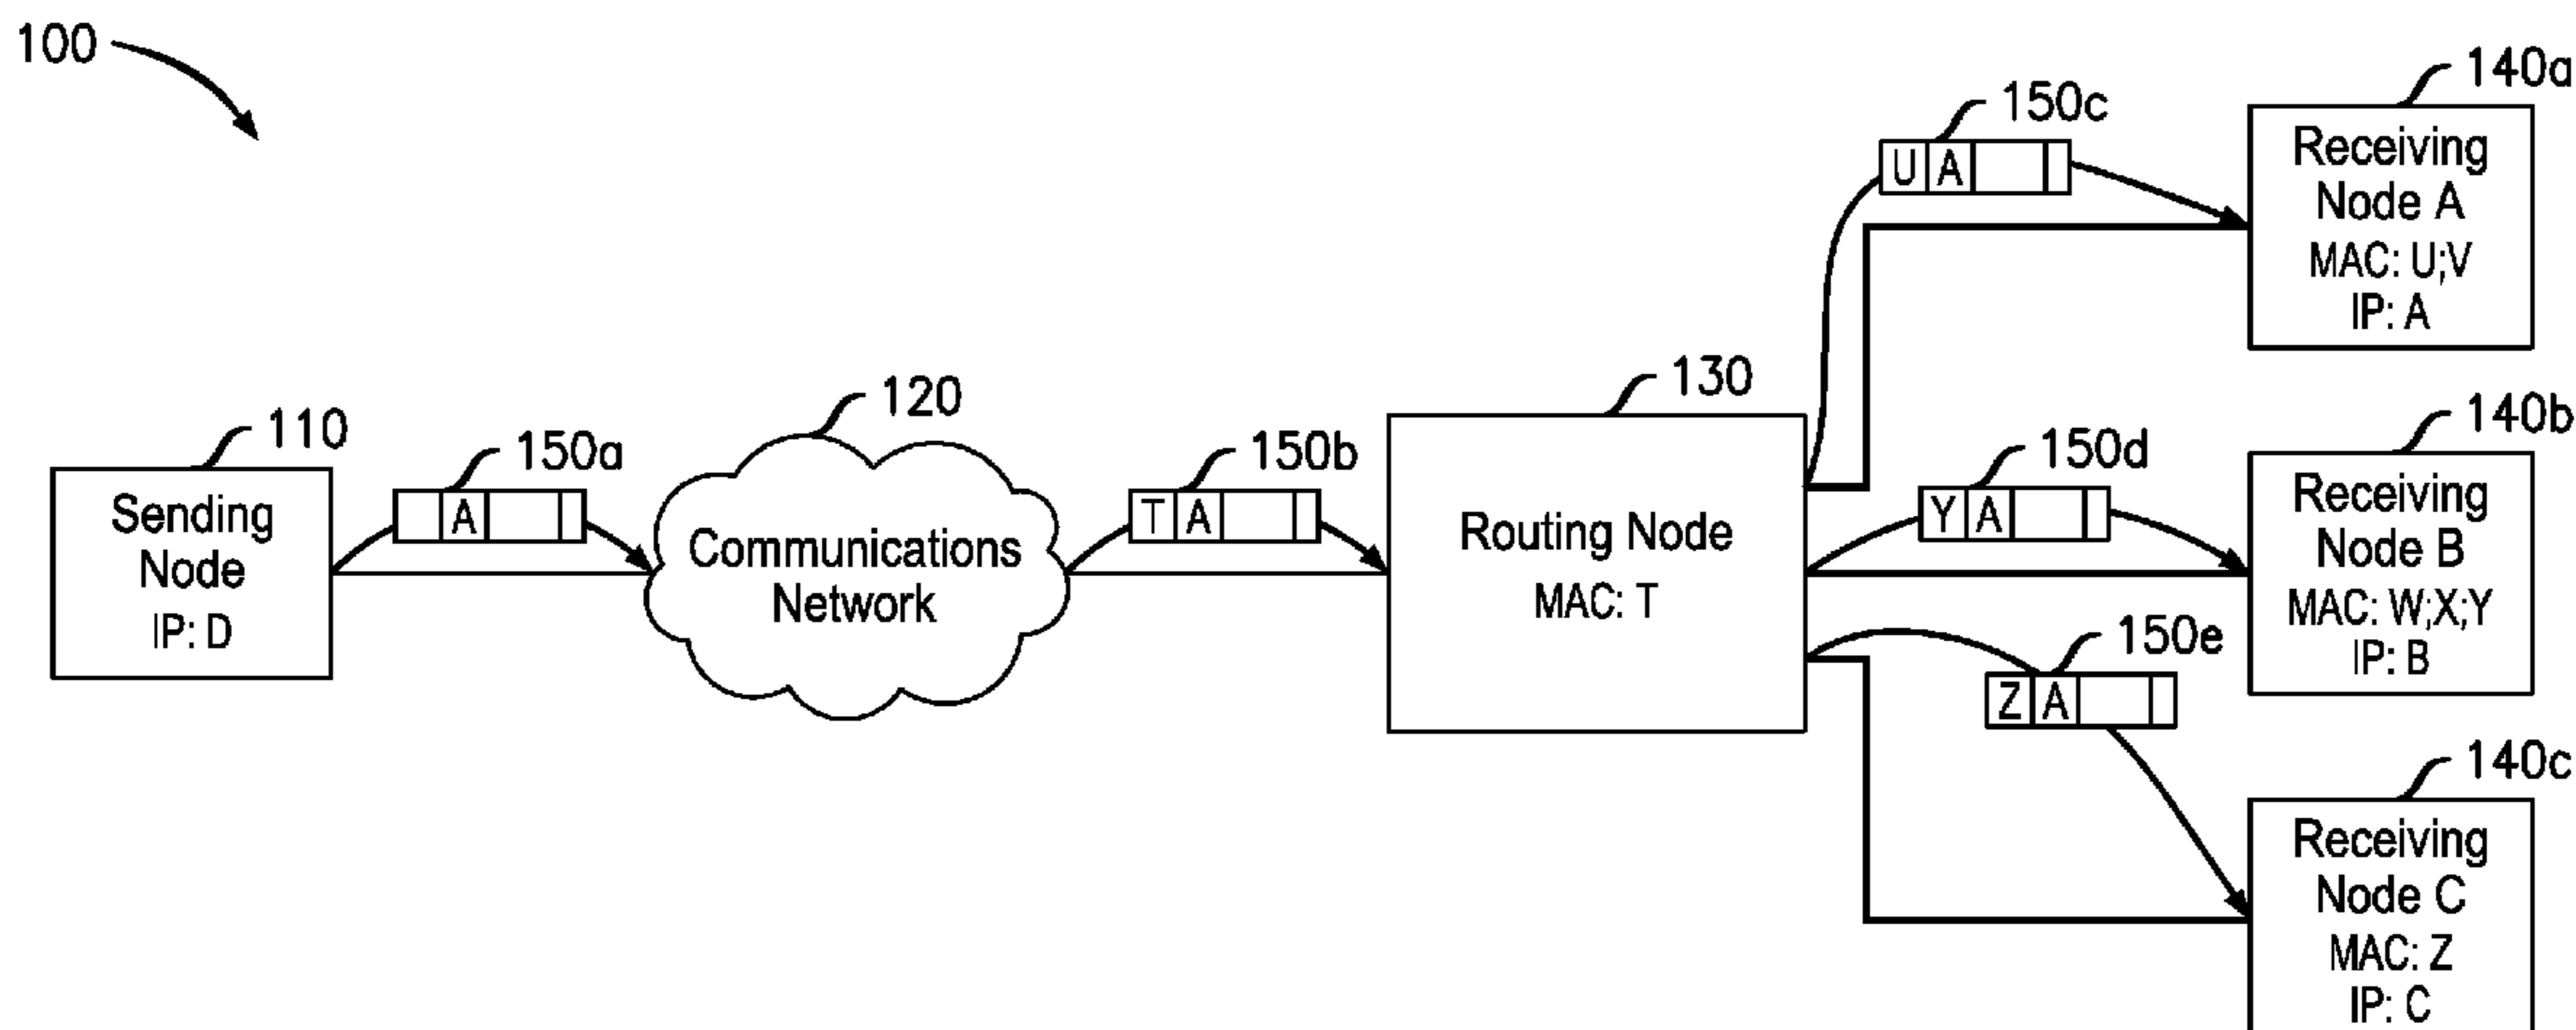 100
110
Sending
Node
IP: D
150a
A
120
Communications
Network
150b
T A
130
Routing Node
MAC: T
150c
U A
140a
Receiving
Node A
MAC: U;V
IP: A
150d
Y A
140b
Receiving
Node B
MAC: W;X;Y
IP: B
150e
Z A
140c
Receiving
Node C
MAC: Z
IP: C